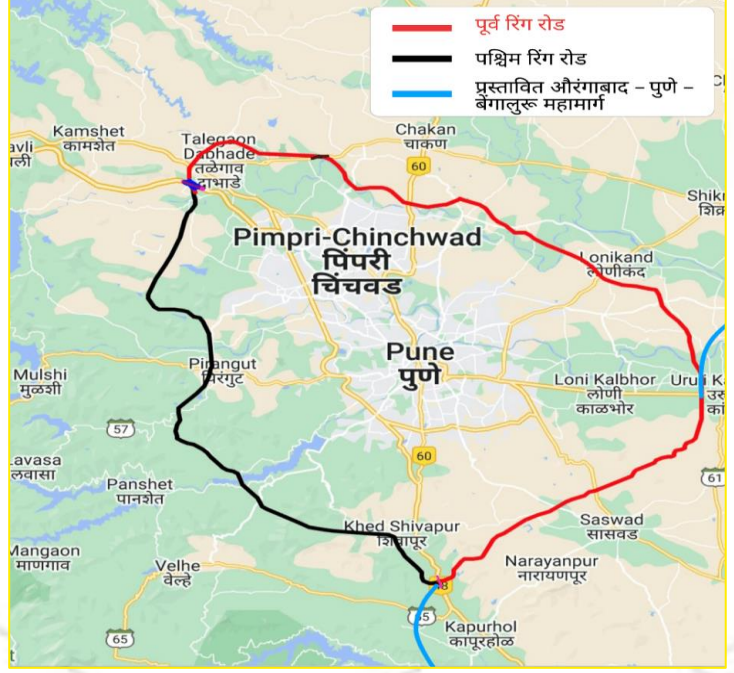 पूर्व रिंग रोड
पश्चिम रिंग रोड
प्रस्तावित औरंगाबाद – पुणे –
बेंगालुरू महामार्ग
Kamshet
कामशेत
Talegaon
Dabhade
तळेगाव
दाभाडे
Chakan
चाकण
60
Pimpri-Chinchwad
पिंपरी
चिंचवड
Lonikand
लोणीकंद
Pune
पुणे
Mulshi
मुळशी
Pirangut
पिरंगुट
Loni Kalbhor
लोणी
काळभोर
57
60
61
Panshet
पानशेत
Khed Shivapur
शिवापूर
Saswad
सासवड
Mangaon
माणगाव
Velhe
वेल्हे
Narayanpur
नारायणपूर
65
Kapurhol
कापूरहोळ